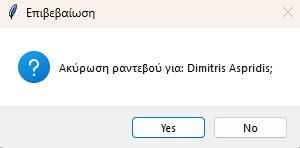 Επιβεβαίωση
Ακύρωση ραντεβού για: Dimitris Aspridis;
Yes
No